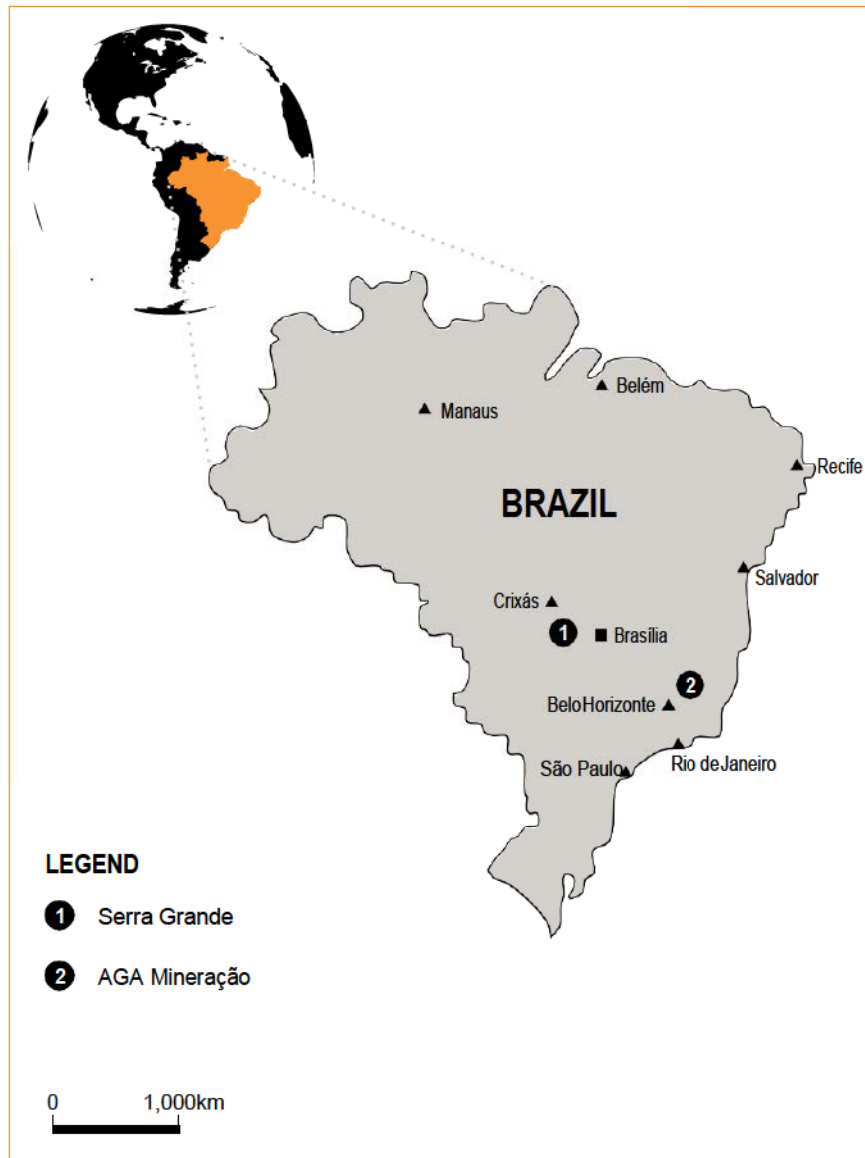 Belém
Manaus
Recife
BRAZIL
Salvador
Crixás
1
Brasília
2
BeloHorizonte
Rio deJaneiro
São Paulo
LEGEND
1 Serra Grande
2 AGA Mineração
0 1,000km